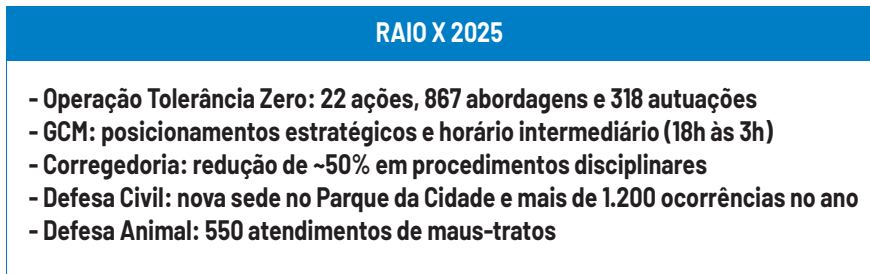 RAIO X 2025
- Operação Tolerância Zero: 22 ações, 867 abordagens e 318 autuações
- GCM: posicionamentos estratégicos e horário intermediário (18h às 3h)
- Corregedoria: redução de ~50% em procedimentos disciplinares
- Defesa Civil: nova sede no Parque da Cidade e mais de 1.200 ocorrências no ano
- Defesa Animal: 550 atendimentos de maus-tratos